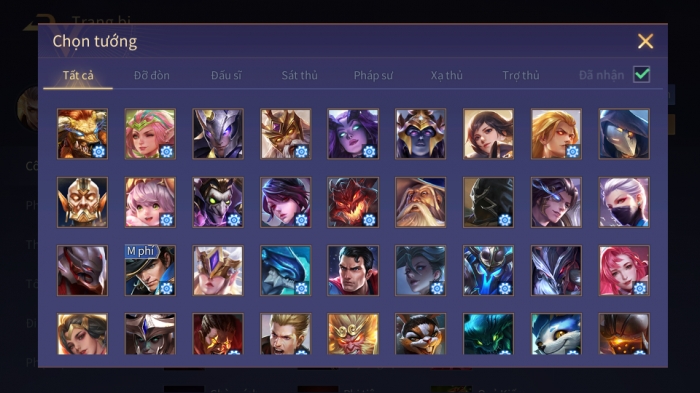 Trang bị
Chọn tướng
Tất cả
Đỡ đòn
Đấu sĩ
Sát thủ
Pháp sư
Xạ thủ
Trợ thủ
Đã nhận
M phí